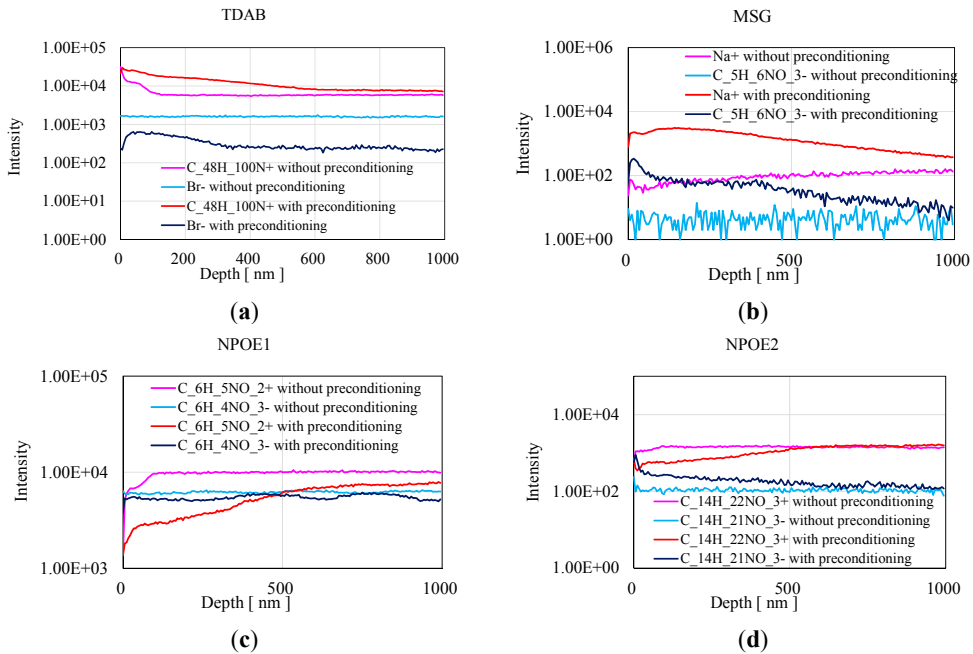 TDAB
1.00E+05
1.00E+04
1.00E+03
1.00E+02
1.00E+01
1.00E+00
Intensity
C_48H_100N+ without preconditioning
Br- without preconditioning
C_48H_100N+ with preconditioning
Br- with preconditioning
0 200 400 600 800 1000
Depth [ nm ]
(a)
MSG
1.00E+06
1.00E+04
1.00E+02
1.00E+00
Intensity
Na+ without preconditioning
C_5H_6NO_3- without preconditioning
Na+ with preconditioning
C_5H_6NO_3- with preconditioning
0 500 1000
Depth [ nm ]
(b)
NPOE1
1.00E+05
1.00E+04
1.00E+03
Intensity
C_6H_5NO_2+ without preconditioning
C_6H_4NO_3- without preconditioning
C_6H_5NO_2+ with preconditioning
C_6H_4NO_3- with preconditioning
0 500 1000
Depth [ nm ]
(c)
NPOE2
1.00E+04
1.00E+02
1.00E+00
Intensity
C_14H_22NO_3+ without preconditioning
C_14H_21NO_3- without preconditioning
C_14H_22NO_3+ with preconditioning
C_14H_21NO_3- with preconditioning
0 500 1000
Depth [ nm ]
(d)